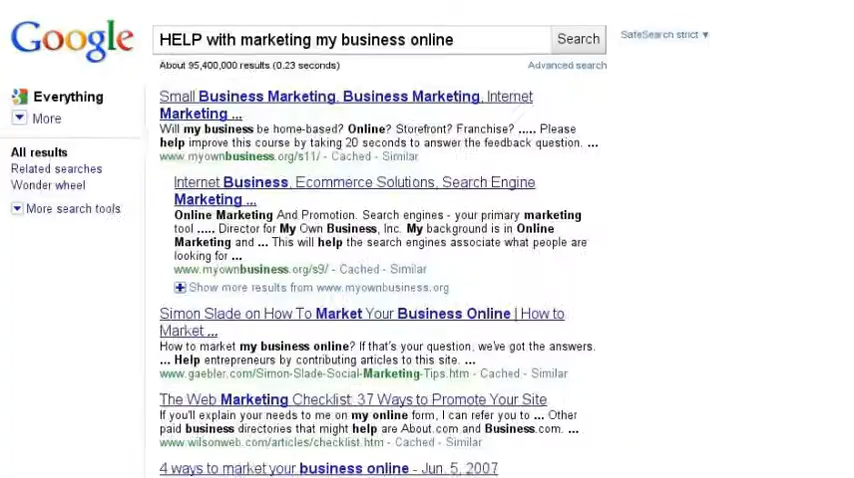 Google
HELP with marketing my business online
Search
SafeSearch strict ▼
About 95,400,000 results (0.23 seconds)
Advanced search
Everything
More
All results
Related searches
Wonder wheel
More search tools
Small Business Marketing, Business Marketing, Internet
Marketing ...
Will my business be home-based? Online? Storefront? Franchise? ..... Please
help improve this course by taking 20 seconds to answer the feedback question. ...
www.myownbusiness.org/s11/ - Cached - Similar
Internet Business, Ecommerce Solutions, Search Engine
Marketing ...
Online Marketing And Promotion. Search engines - your primary marketing
tool ..... Director for My Own Business, Inc. My background is in Online
Marketing and ... This will help the search engines associate what people are
looking for ...
www.myownbusiness.org/s9/ - Cached - Similar
Show more results from www.myownbusiness.org
Simon Slade on How To Market Your Business Online | How to
Market ...
How to market my business online? If that's your question, we've got the answers.
... Help entrepreneurs by contributing articles to this site. ...
www.gaebler.com/Simon-Slade-Social-Marketing-Tips.htm - Cached - Similar
The Web Marketing Checklist: 37 Ways to Promote Your Site
If you'll explain your needs to me on my online form, I can refer you to ... Other
paid business directories that might help are About.com and Business.com. ...
www.wilsonweb.com/articles/checklist.htm - Cached - Similar
4 ways to market your business online - Jun. 5, 2007